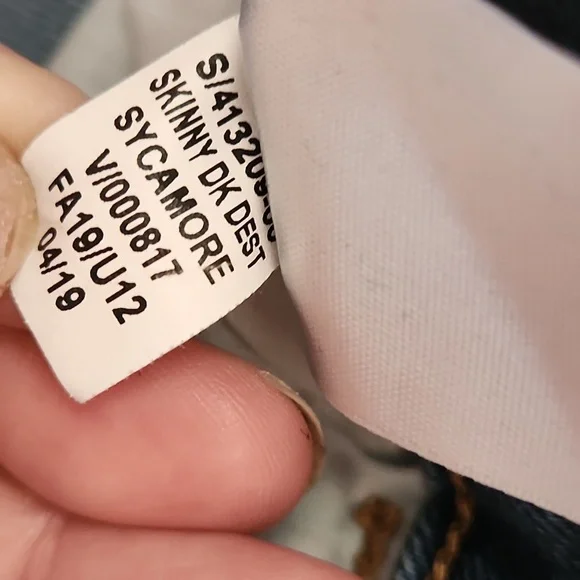 SKINNY DK DEST
SYCAMORE
V/000817
FA19/U12
04/19